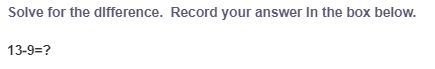 Solve for the difference.  Record your answer in the box below.
13-9=?